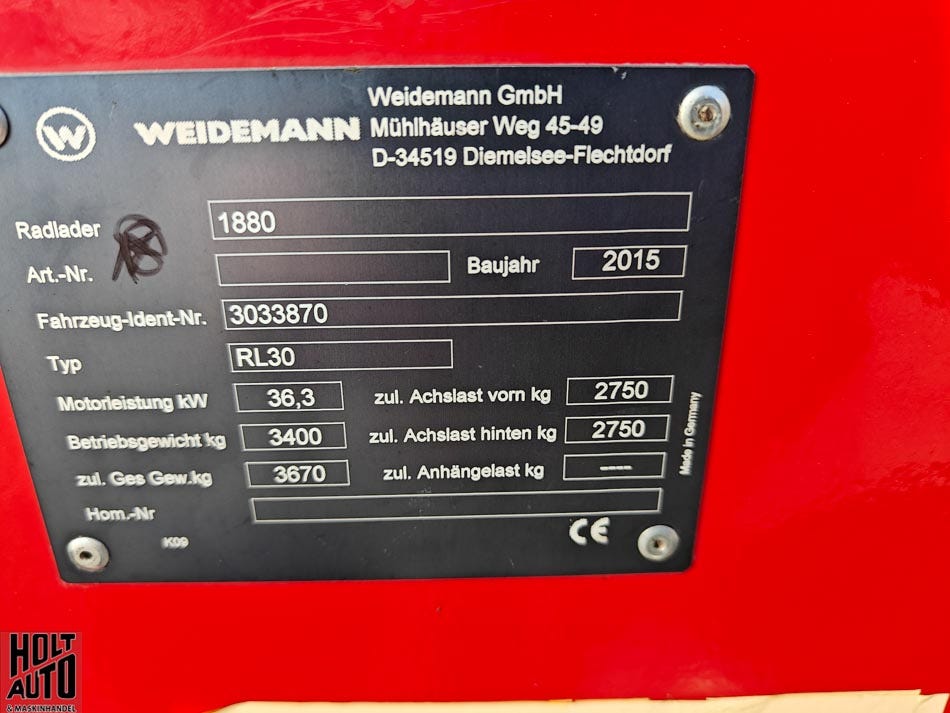 Weidemann GmbH
W WEIDEMANN Mühlhäuser Weg 45-49
D-34519 Diemelsee-Flechtdorf
Radlader 1880
Art.-Nr. Baujahr 2015
Fahrzeug-Ident-Nr. 3033870
Typ RL30
Motorleistung kW 36,3 zul. Achslast vorn kg 2750
Betriebsgewicht kg 3400 zul. Achslast hinten kg 2750
zul. Ges Gew.kg 3670 zul. Anhängelast kg ----
Hom.-Nr
K09 CE
Made in Germany
HOLT
AUTO
& MASKINHANDEL